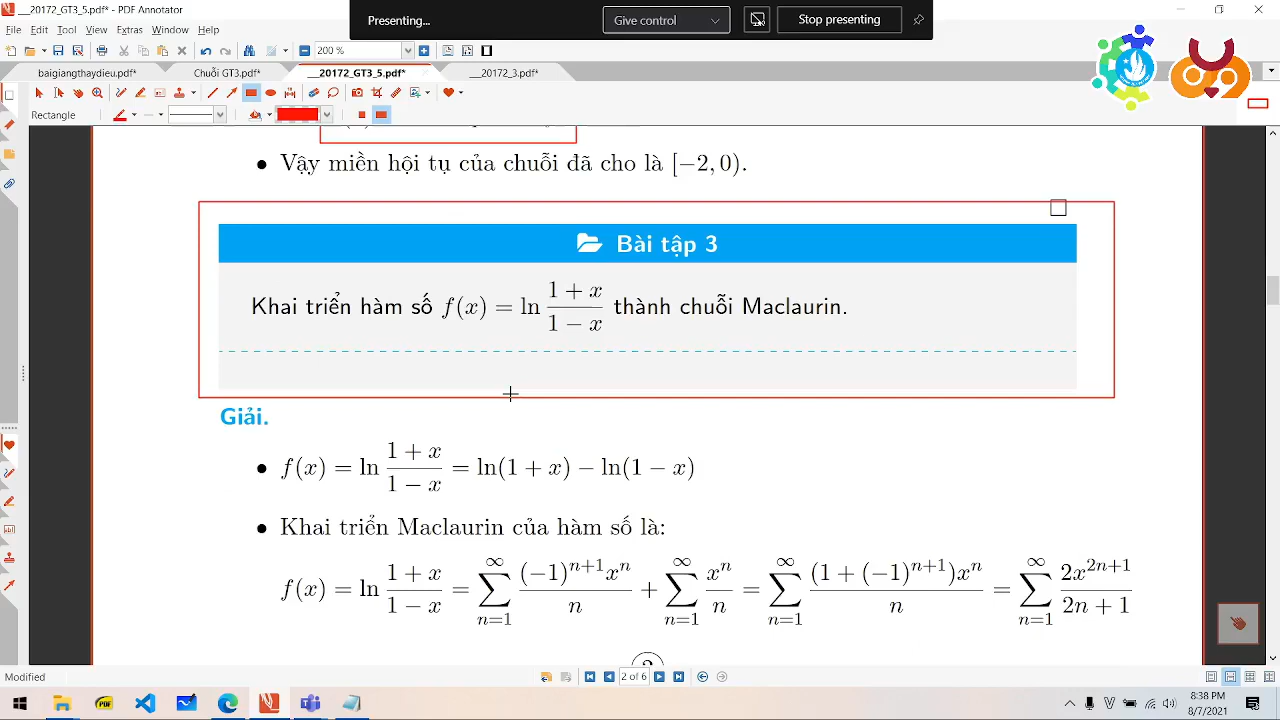 __20172_GT3_5.pdf* - PDF Annotator
Presenting...
Give control
Stop presenting
File Edit View Tools Window Help
200 %
baigiangthaydieu.pdf*
Chuỗi GT3.pdf*
__20172_GT3_5.pdf*
__20172_3.pdf*
Rectangle
• Vậy miền hội tụ của chuỗi đã cho là [−2, 0).
Bài tập 3
Khai triển hàm số f(x) = ln (1 + x)/(1 − x) thành chuỗi Maclaurin.
Giải.
• f(x) = ln (1 + x)/(1 − x) = ln(1 + x) − ln(1 − x)
• Khai triển Maclaurin của hàm số là:
f(x) = ln (1 + x)/(1 − x) = ∑_{n=1}^{∞} ((−1)^{n+1}x^n)/n + ∑_{n=1}^{∞} x^n/n = ∑_{n=1}^{∞} ((1 + (−1)^{n+1})x^n)/n = ∑_{n=1}^{∞} (2x^{2n+1})/(2n + 1)
Modified
2 of 6
PDF
8:38 PM
8/7/2021